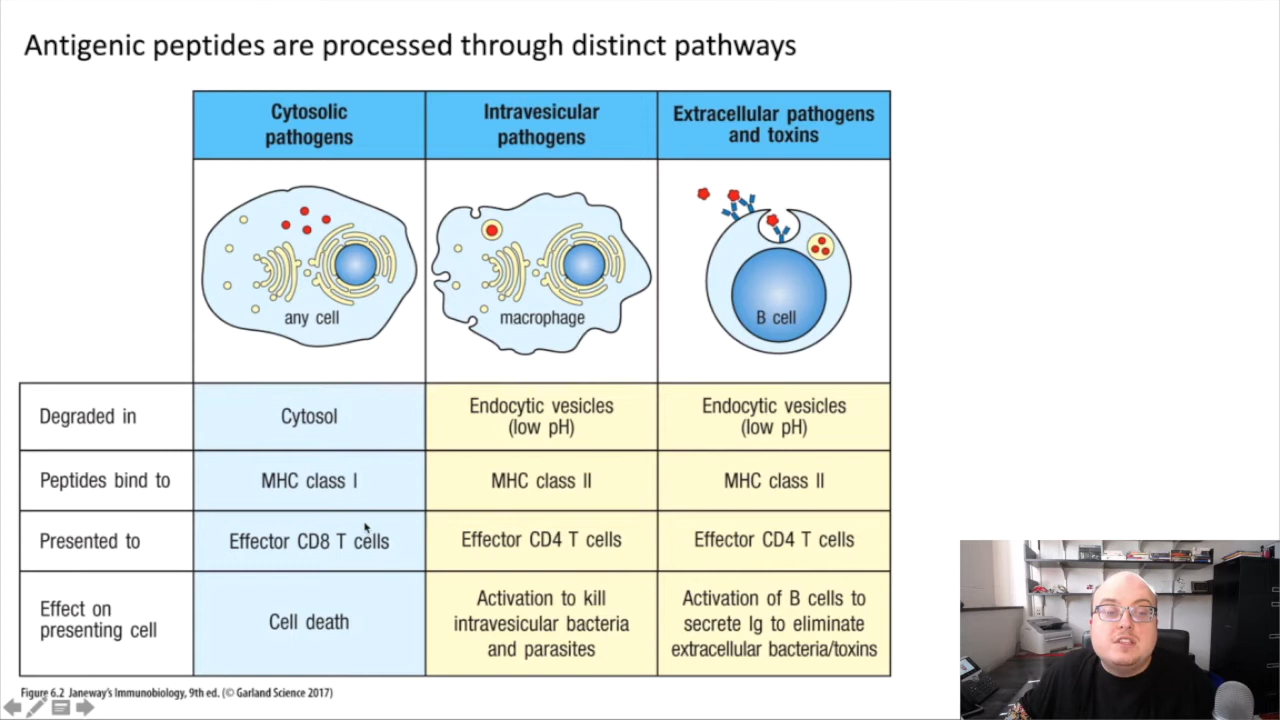 Antigenic peptides are processed through distinct pathways
Cytosolic
pathogens
Intravesicular
pathogens
Extracellular pathogens
and toxins
any cell
macrophage
B cell
Degraded in
Cytosol
Endocytic vesicles
(low pH)
Endocytic vesicles
(low pH)
Peptides bind to
MHC class I
MHC class II
MHC class II
Presented to
Effector CD8 T cells
Effector CD4 T cells
Effector CD4 T cells
Effect on
presenting cell
Cell death
Activation to kill
intravesicular bacteria
and parasites
Activation of B cells to
secrete Ig to eliminate
extracellular bacteria/toxins
Figure 6.2 Janeway's Immunobiology, 9th ed. (© Garland Science 2017)